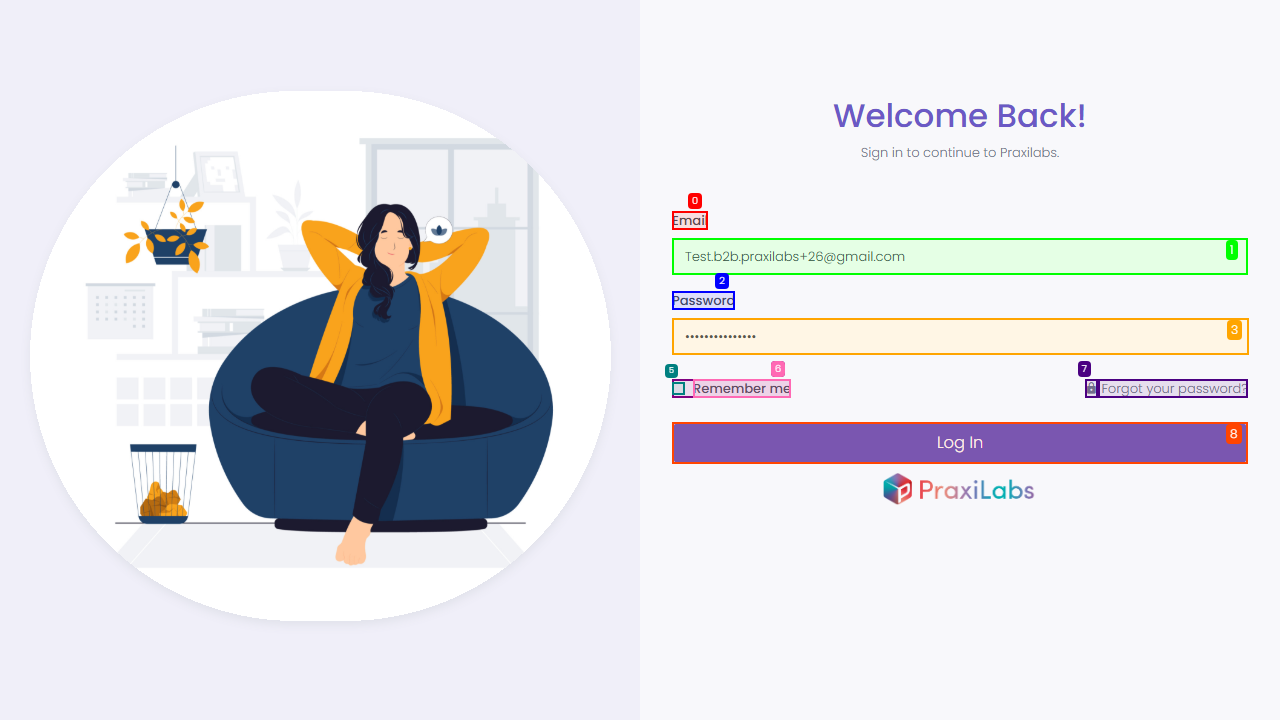 Welcome Back!
Sign in to continue to Praxilabs.
0
Email
Test.b2b.praxilabs+26@gmail.com
1
2
Password
•••••••••••••••
3
5
6
7
Remember me
Forgot your password?
Log In
8
PraxiLabs